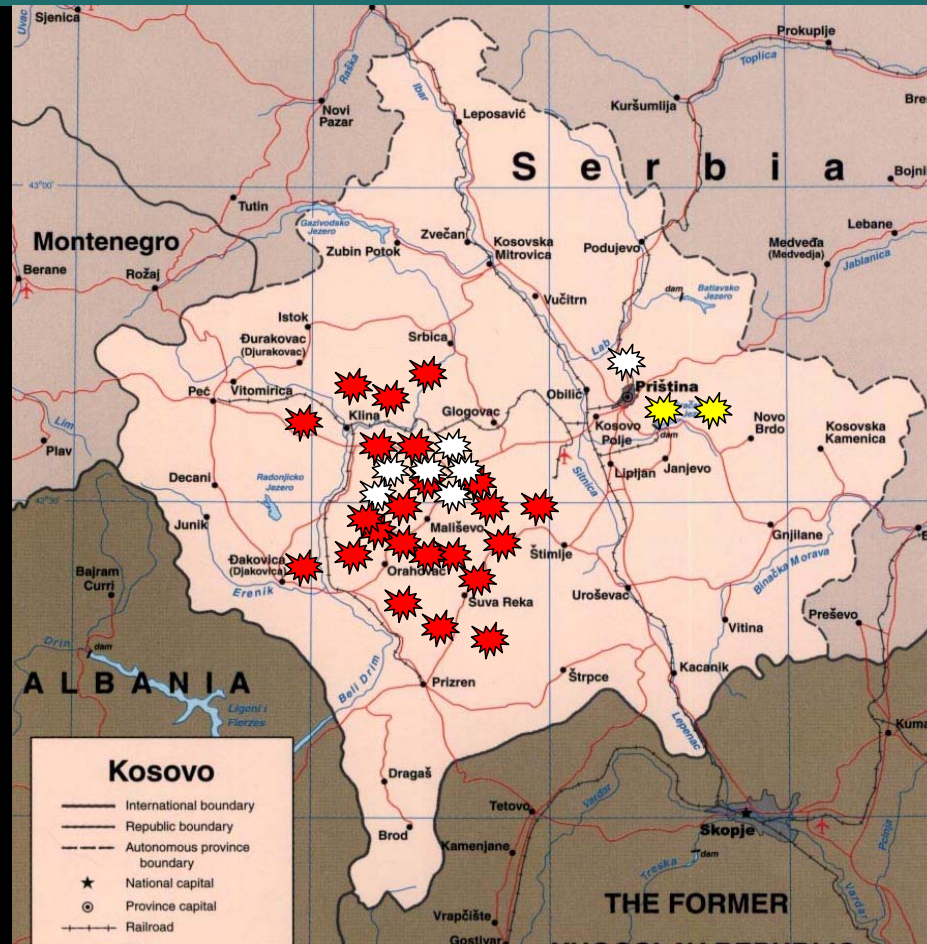 Uvac
Sjenica
Prokuplje
Toplica
Raška
Ibar
Novi
Pazar
Leposavić
Kuršumlija
Bre
Serbia
43°00'
Bojni
Tutin
Gazivodsko
Jezero
Montenegro
Zvečan
Zubin Potok
Kosovska
Mitrovica
Podujevo
Lebane
Medveđa
(Medvedja)
Jablanica
Berane
Rožaj
dam
Batlavsko
Jezero
Vučitrn
Istok
Đurakovac
(Djurakovac)
Srbica
Lab
Peć
Vitomirica
Obilić
Priština
Klina
Glogovac
Kosovo
Polje
dam
Novo
Brdo
Kosovska
Kamenica
Lim
Plav
Decani
Radonjicko
Jezero
Sitnica
Lipljan
Janjevo
42°30'
Junik
Mališevo
Gnjilane
Štimlje
Đakovica
(Djakovica)
Orahovac
Binačka Morava
Bajram
Curri
Erenik
Suva Reka
Uroševac
Preševo
Vitina
Drin
dam
ALBANIA
Ligeni i
Fierzes
Beli Drim
Prizren
Štrpce
Kacanik
Lepenac
Kuma
Kosovo
International boundary
Republic boundary
Autonomous province
boundary
National capital
Province capital
Railroad
Dragaš
Brod
Tetovo
Vardar
Skopje
Kamenjane
Treska
dam
Pcinja
Vardar
THE FORMER
Vrapčište
Gostivar